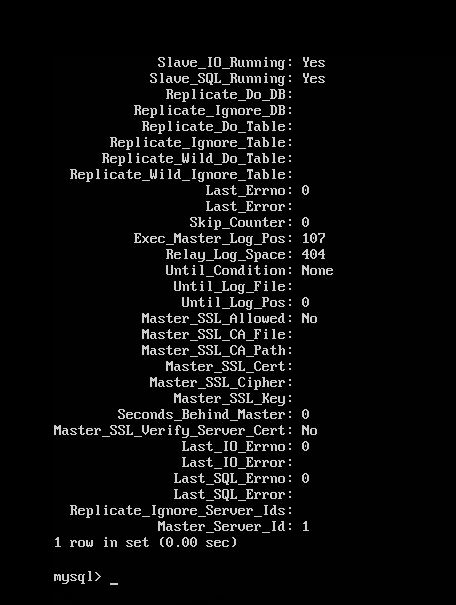 Slave_IO_Running: Yes
Slave_SQL_Running: Yes
Replicate_Do_DB:
Replicate_Ignore_DB:
Replicate_Do_Table:
Replicate_Ignore_Table:
Replicate_Wild_Do_Table:
Replicate_Wild_Ignore_Table:
Last_Errno: 0
Last_Error:
Skip_Counter: 0
Exec_Master_Log_Pos: 107
Relay_Log_Space: 404
Until_Condition: None
Until_Log_File:
Until_Log_Pos: 0
Master_SSL_Allowed: No
Master_SSL_CA_File:
Master_SSL_CA_Path:
Master_SSL_Cert:
Master_SSL_Cipher:
Master_SSL_Key:
Seconds_Behind_Master: 0
Master_SSL_Verify_Server_Cert: No
Last_IO_Errno: 0
Last_IO_Error:
Last_SQL_Errno: 0
Last_SQL_Error:
Replicate_Ignore_Server_Ids:
Master_Server_Id: 1
1 row in set (0.00 sec)
mysql> _